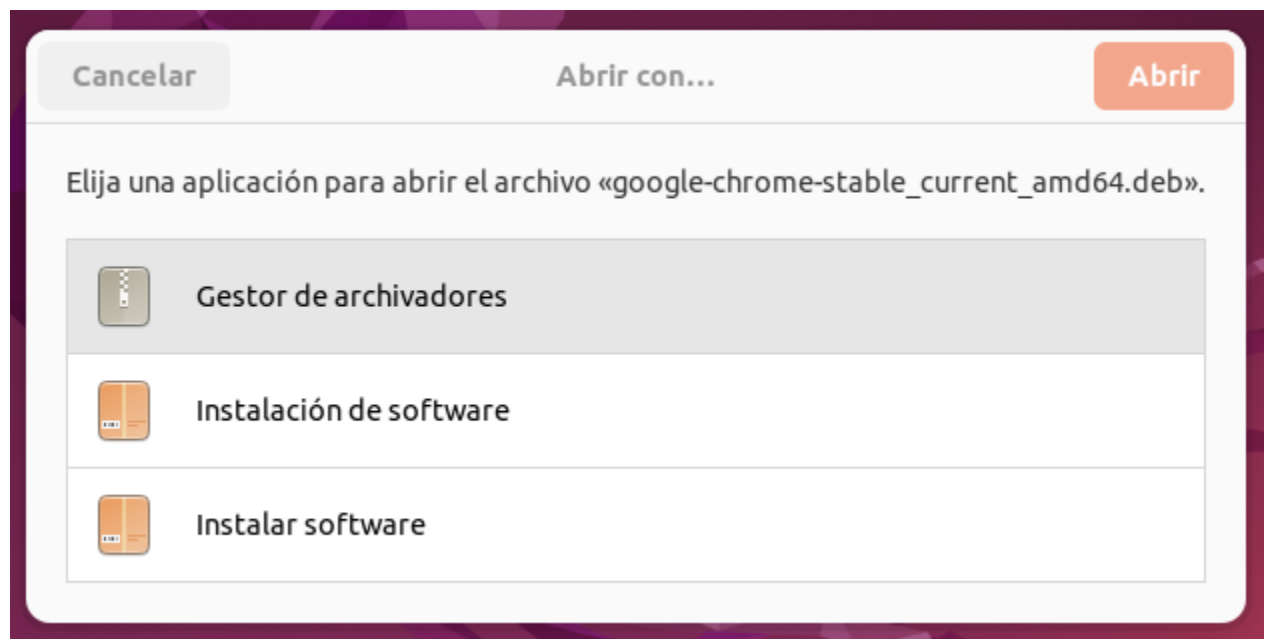 Cancelar Abrir con... Abrir
Elija una aplicación para abrir el archivo «google-chrome-stable_current_amd64.deb».
Gestor de archivadores
Instalación de software
Instalar software